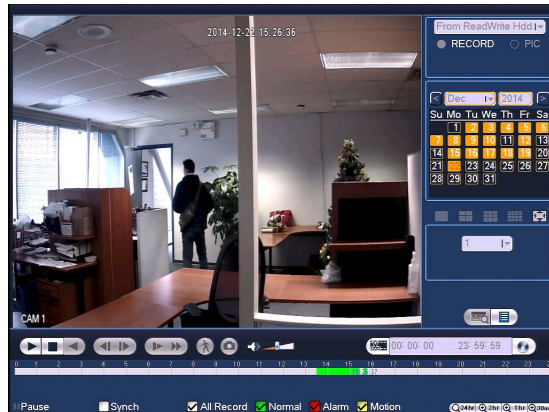 2014-12-22 15:26:36
CAM 1
From ReadWrite Hdd
RECORD PIC
< Dec 2014 >
Su Mo Tu We Th Fr Sa
1 2 3 4 5 6
7 8 9 10 11 12 13
14 15 16 17 18 19 20
21 22 23 24 25 26 27
28 29 30 31
1
00: 00: 00 23: 59: 59
0 1 2 3 4 5 6 7 8 9 10 11 12 13 14 15 16 17 18 19 20 21 22 23
Pause Synch All Record Normal Alarm Motion 24hr 2hr 1hr